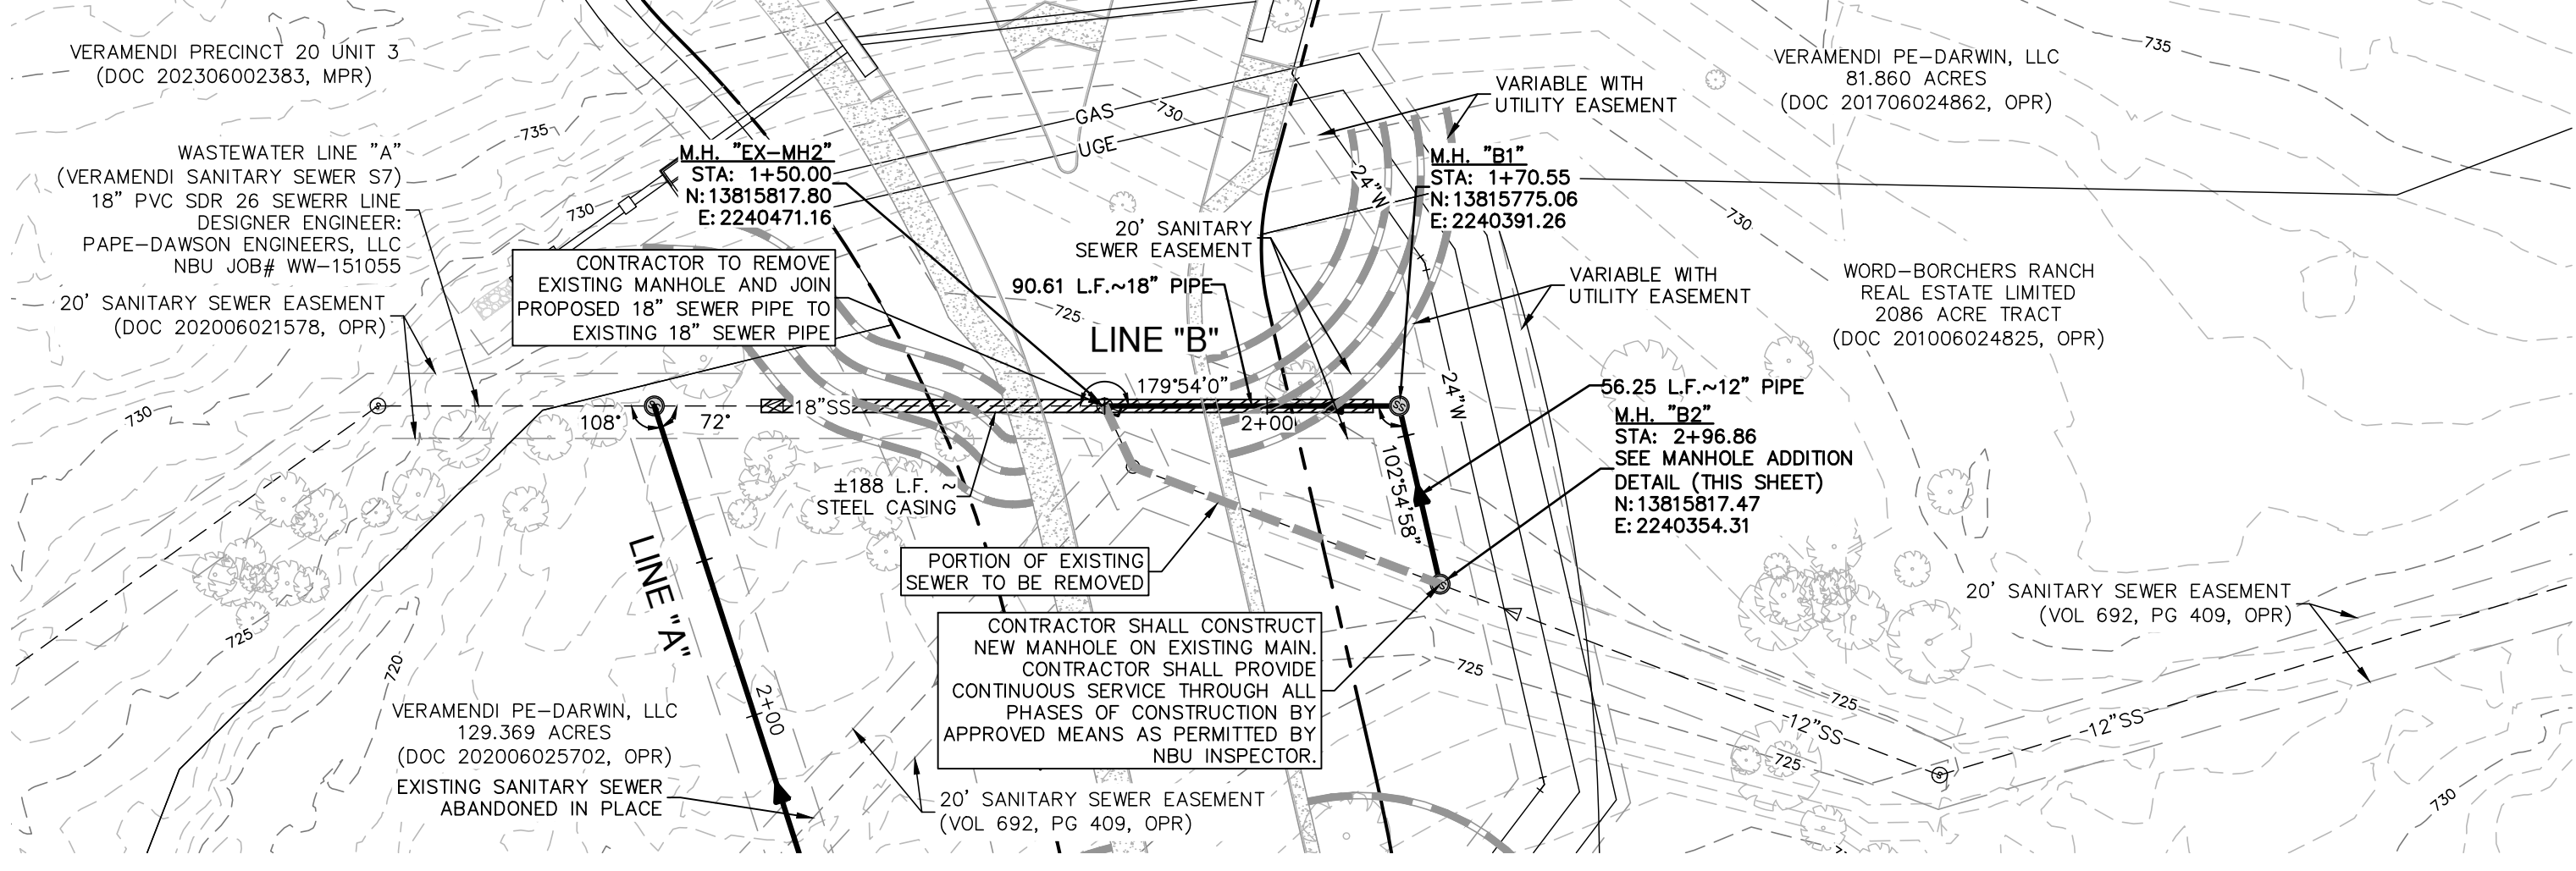 VERAMENDI PRECINCT 20 UNIT 3
(DOC 202306002383, MPR)
735
WASTEWATER LINE "A"
(VERAMENDI SANITARY SEWER S7)
18" PVC SDR 26 SEWERR LINE
DESIGNER ENGINEER:
PAPE-DAWSON ENGINEERS, LLC
NBU JOB# WW-151055
730
20' SANITARY SEWER EASEMENT
(DOC 202006021578, OPR)
M.H. "EX-MH2"
STA: 1+50.00
N:13815817.80
E:2240471.16
CONTRACTOR TO REMOVE
EXISTING MANHOLE AND JOIN
PROPOSED 18" SEWER PIPE TO
EXISTING 18" SEWER PIPE
GAS
UGE
730
VARIABLE WITH
UTILITY EASEMENT
24"W
20' SANITARY
SEWER EASEMENT
90.61 L.F.~18" PIPE
725
LINE "B"
M.H. "B1"
STA: 1+70.55
N:13815775.06
E:2240391.26
VERAMENDI PE-DARWIN, LLC
81.860 ACRES
(DOC 201706024862, OPR)
735
730
VARIABLE WITH
UTILITY EASEMENT
WORD-BORCHERS RANCH
REAL ESTATE LIMITED
2086 ACRE TRACT
(DOC 201006024825, OPR)
730
S
SS
108°
72°
18"SS
179°54'0"
2+00
SS
24"W
102°54'58"
56.25 L.F.~12" PIPE
M.H. "B2"
STA: 2+96.86
SEE MANHOLE ADDITION
DETAIL (THIS SHEET)
N:13815817.47
E:2240354.31
±188 L.F. ~
STEEL CASING
LINE "A"
PORTION OF EXISTING
SEWER TO BE REMOVED
S
CONTRACTOR SHALL CONSTRUCT
NEW MANHOLE ON EXISTING MAIN.
CONTRACTOR SHALL PROVIDE
CONTINUOUS SERVICE THROUGH ALL
PHASES OF CONSTRUCTION BY
APPROVED MEANS AS PERMITTED BY
NBU INSPECTOR.
20' SANITARY SEWER EASEMENT
(VOL 692, PG 409, OPR)
725
720
725
725
12"SS
12"SS
725
S
730
2+00
VERAMENDI PE-DARWIN, LLC
129.369 ACRES
(DOC 202006025702, OPR)
EXISTING SANITARY SEWER
ABANDONED IN PLACE
20' SANITARY SEWER EASEMENT
(VOL 692, PG 409, OPR)